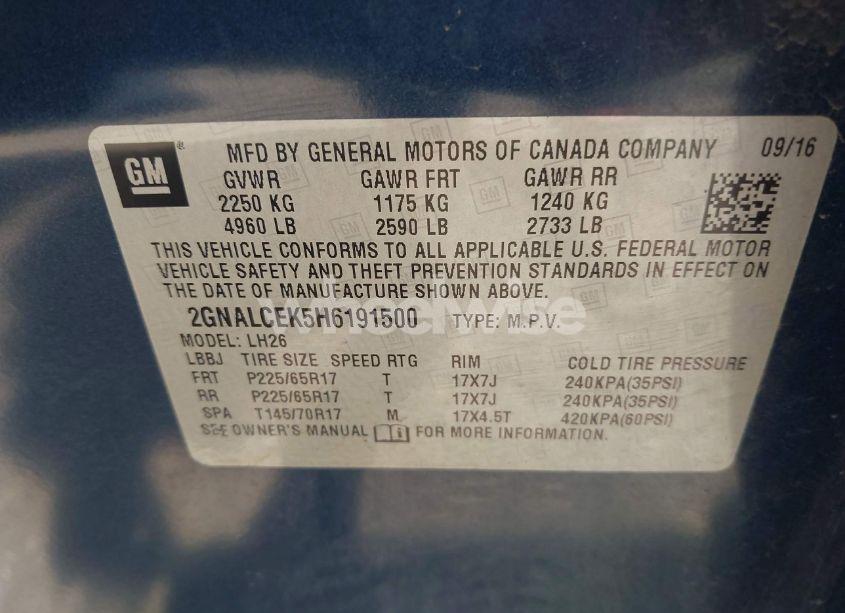 GM
MFD BY GENERAL MOTORS OF CANADA COMPANY 09/16
GVWR GAWR FRT GAWR RR
2250 KG 1175 KG 1240 KG
4960 LB 2590 LB 2733 LB
THIS VEHICLE CONFORMS TO ALL APPLICABLE U.S. FEDERAL MOTOR
VEHICLE SAFETY AND THEFT PREVENTION STANDARDS IN EFFECT ON
THE DATE OF MANUFACTURE SHOWN ABOVE.
2GNALCEK5H6191500 TYPE: M.P.V.
WheelWise
MODEL: LH26
LBBJ TIRE SIZE SPEED RTG RIM COLD TIRE PRESSURE
FRT P225/65R17 T 17X7J 240KPA(35PSI)
RR P225/65R17 T 17X7J 240KPA(35PSI)
SPA T145/70R17 M 17X4.5T 420KPA(60PSI)
SEE OWNER'S MANUAL FOR MORE INFORMATION.